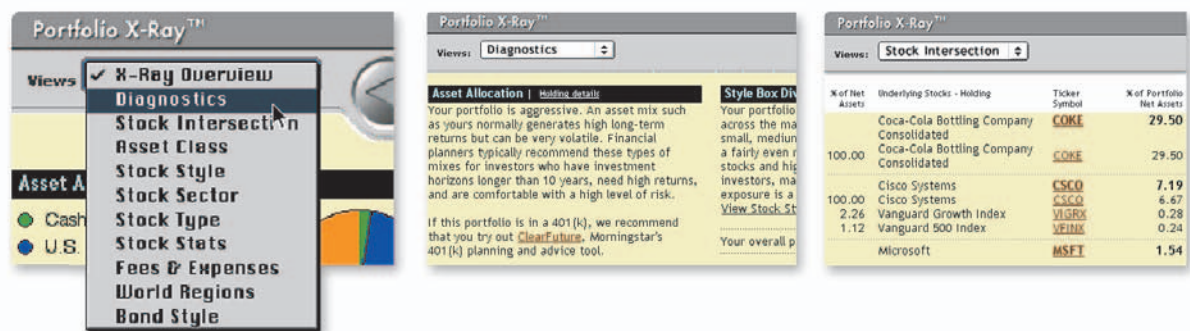 Portfolio X-Ray™
Views ✓ X-Ray Overview
Diagnostics
Stock Intersection
Asset Class
Stock Style
Stock Sector
Stock Type
Stock Stats
Fees & Expenses
World Regions
Bond Style
Asset A
Cash
U.S.
Portfolio X-Ray™
Views: Diagnostics
Asset Allocation | Holding details
Your portfolio is aggressive. An asset mix such
as yours normally generates high long-term
returns but can be very volatile. Financial
planners typically recommend these types of
mixes for investors who have investment
horizons longer than 10 years, need high returns,
and are comfortable with a high level of risk.
If this portfolio is in a 401(k), we recommend
that you try out ClearFuture, Morningstar's
401(k) planning and advice tool.
Style Box Div
Your portfolio
across the ma
small, medium
a fairly even
stocks and hig
investors, ma
exposure is a
View Stock St
Your overall p
Portfolio X-Ray™
Views: Stock Intersection
% of Net Assets Underlying Stocks - Holding Ticker Symbol % of Portfolio Net Assets
Coca-Cola Bottling Company Consolidated COKE 29.50
100.00 Coca-Cola Bottling Company Consolidated COKE 29.50
Cisco Systems CSCO 7.19
100.00 Cisco Systems CSCO 6.67
2.26 Vanguard Growth Index VIGRX 0.28
1.12 Vanguard 500 Index VFINX 0.24
Microsoft MSFT 1.54